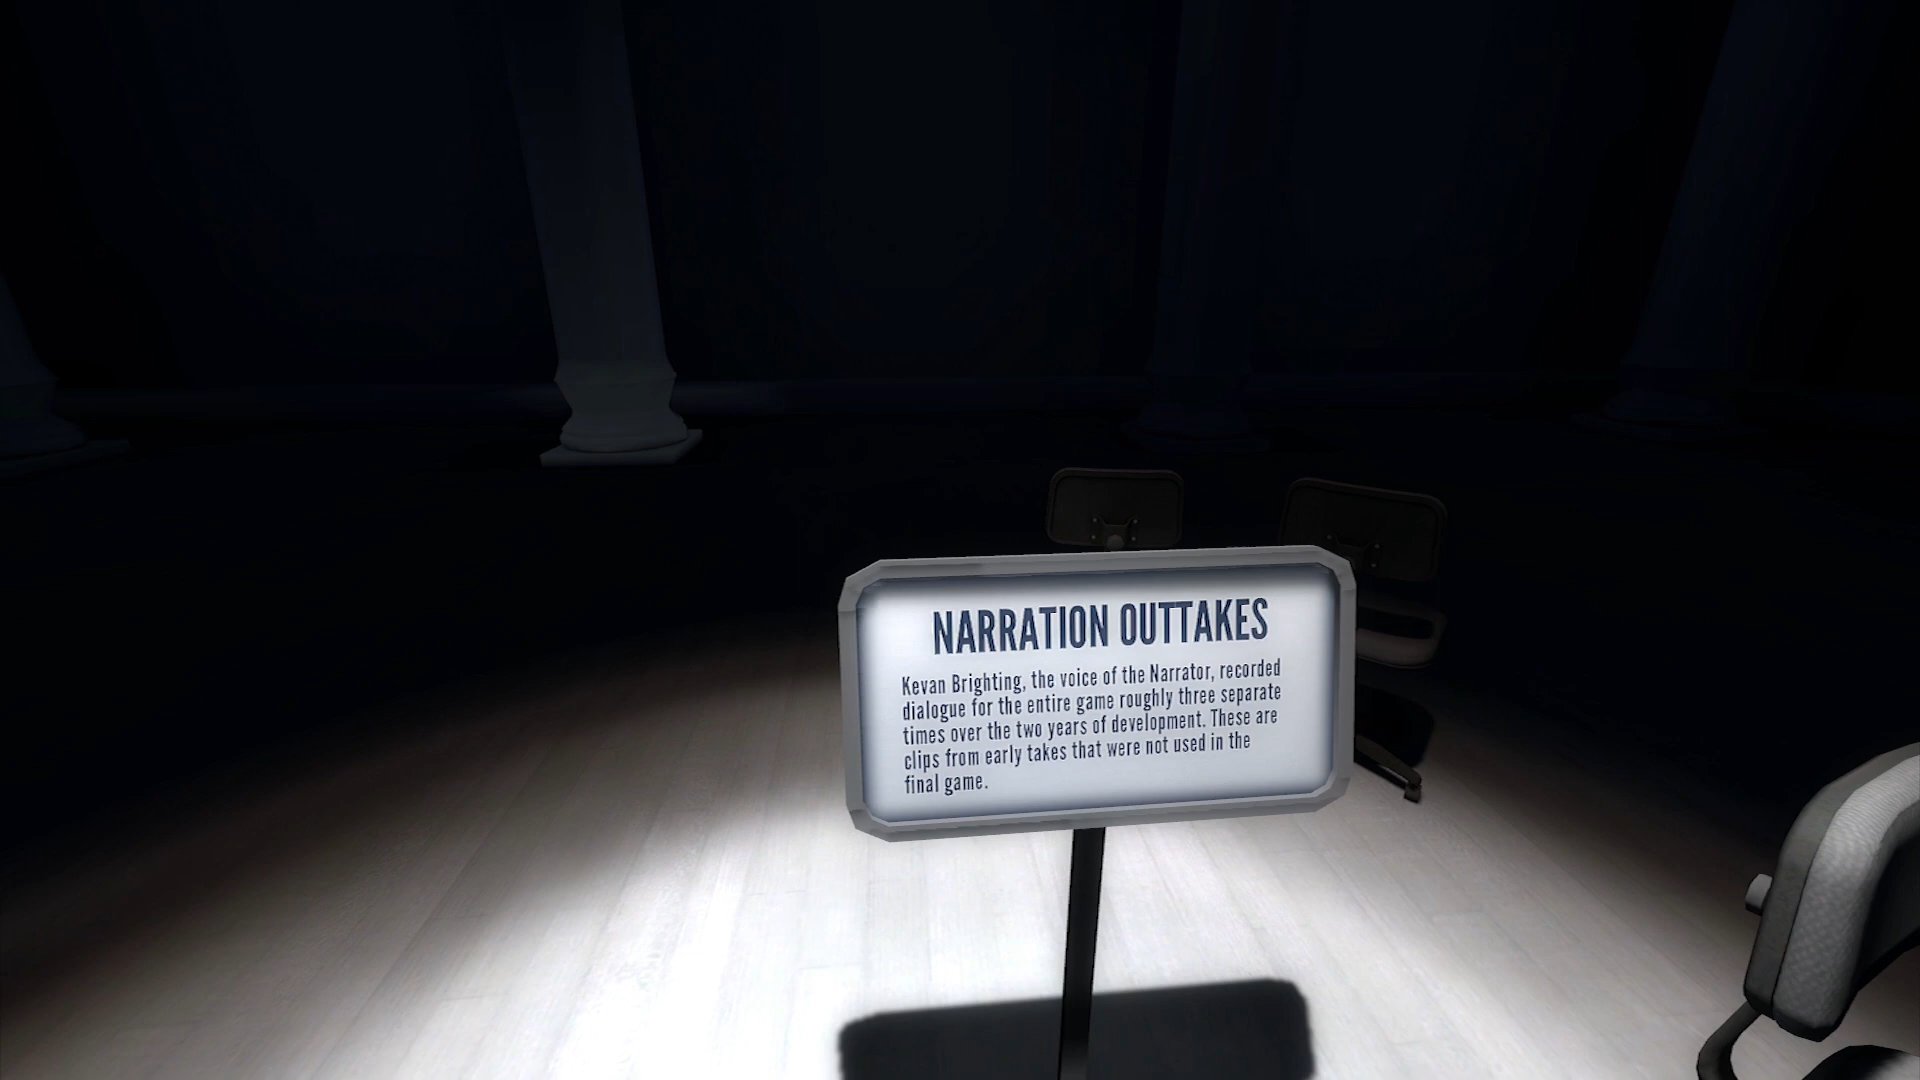 NARRATION OUTTAKES
Kevan Brighting, the voice of the Narrator, recorded
dialogue for the entire game roughly three separate
times over the two years of development. These are
clips from early takes that were not used in the
final game.